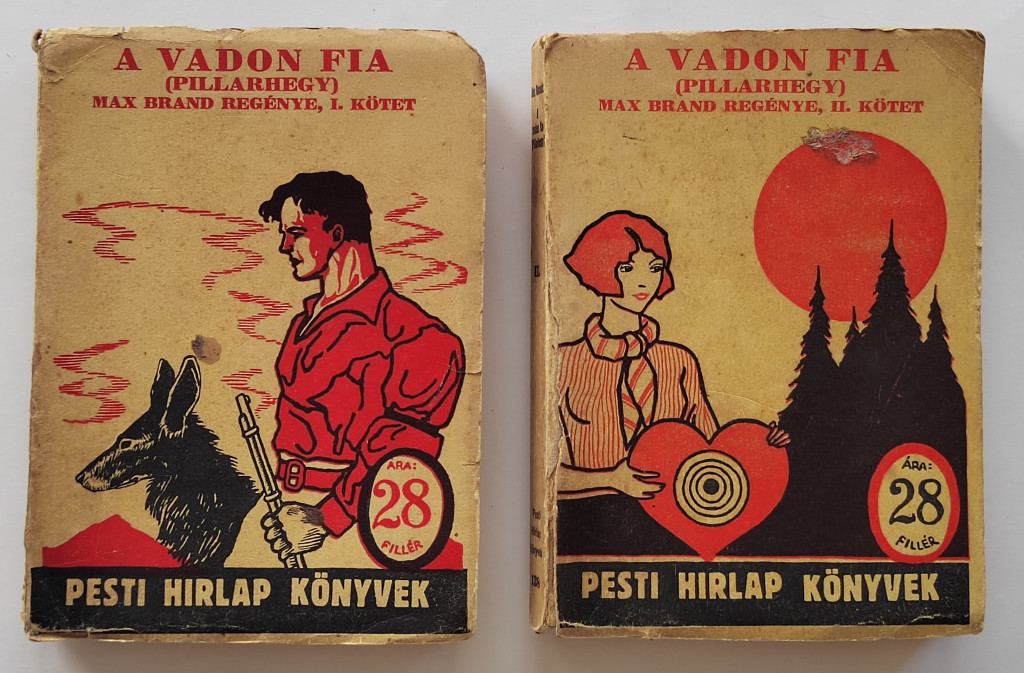 A VADON FIA
(PILLARHEGY)
MAX BRAND REGÉNYE, I. KÖTET
ÁRA:
28
FILLÉR
PESTI HIRLAP KÖNYVEK
A VADON FIA
(PILLARHEGY)
MAX BRAND REGÉNYE, II. KÖTET
ÁRA:
28
FILLÉR
PESTI HIRLAP KÖNYVEK
II.